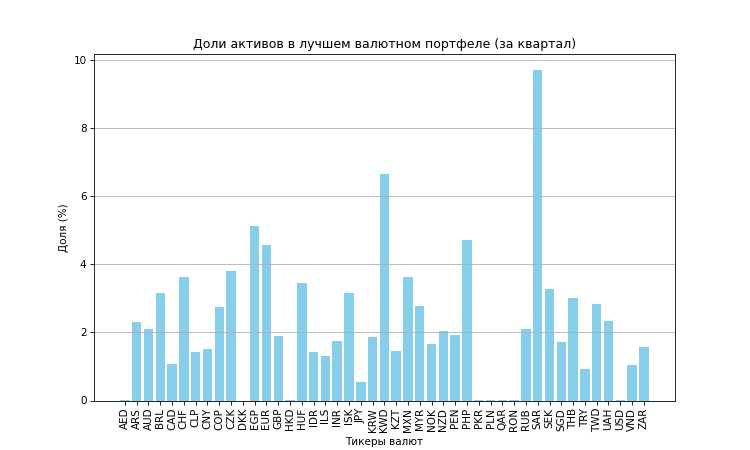 Доли активов в лучшем валютном портфеле (за квартал)
Доля (%)
10
8
6
4
2
0
AED
ARS
AUD
BRL
CAD
CHF
CLP
CNY
COP
CZK
DKK
EGP
EUR
GBP
HKD
HUF
IDR
ILS
INR
ISK
JPY
KRW
KWD
KZT
MXN
MYR
NOK
NZD
PEN
PHP
PKR
PLN
QAR
RON
RUB
SAR
SEK
SGD
THB
TRY
TWD
UAH
USD
VND
ZAR
Тикеры валют